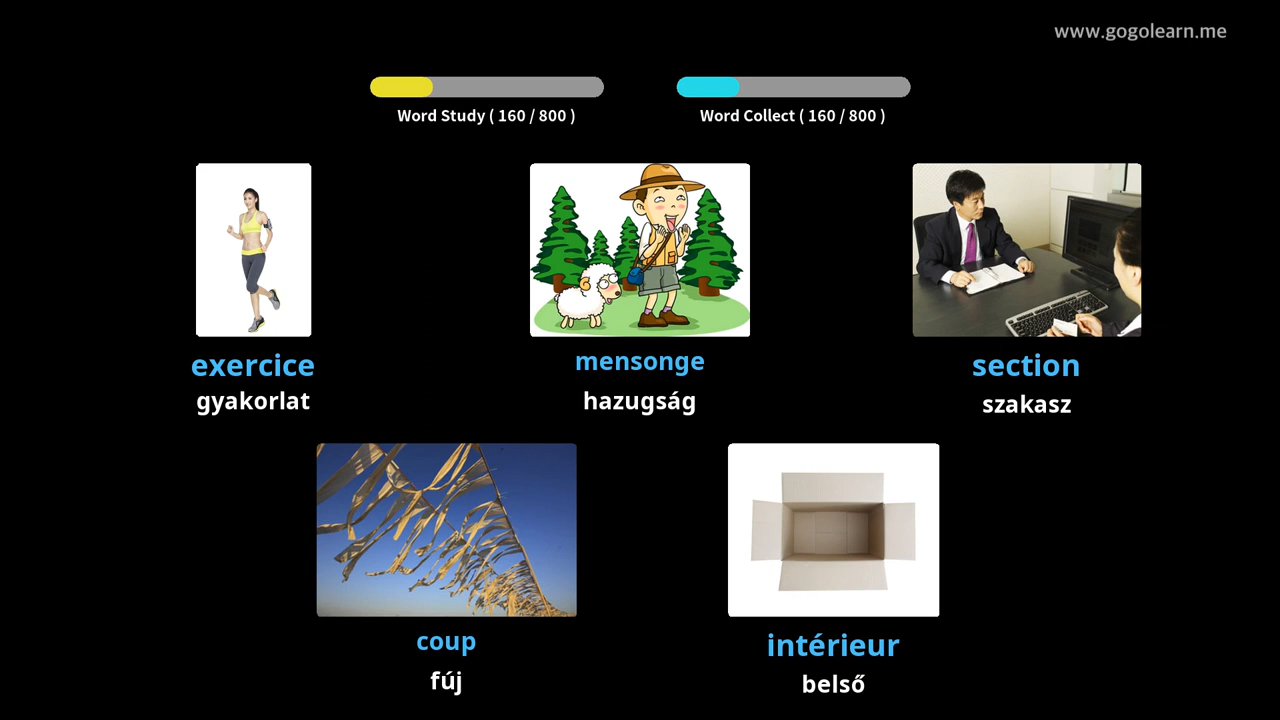 www.gogolearn.me
Word Study ( 160 / 800 )
Word Collect ( 160 / 800 )
exercice
gyakorlat
mensonge
hazugság
section
szakasz
coup
fúj
intérieur
belső